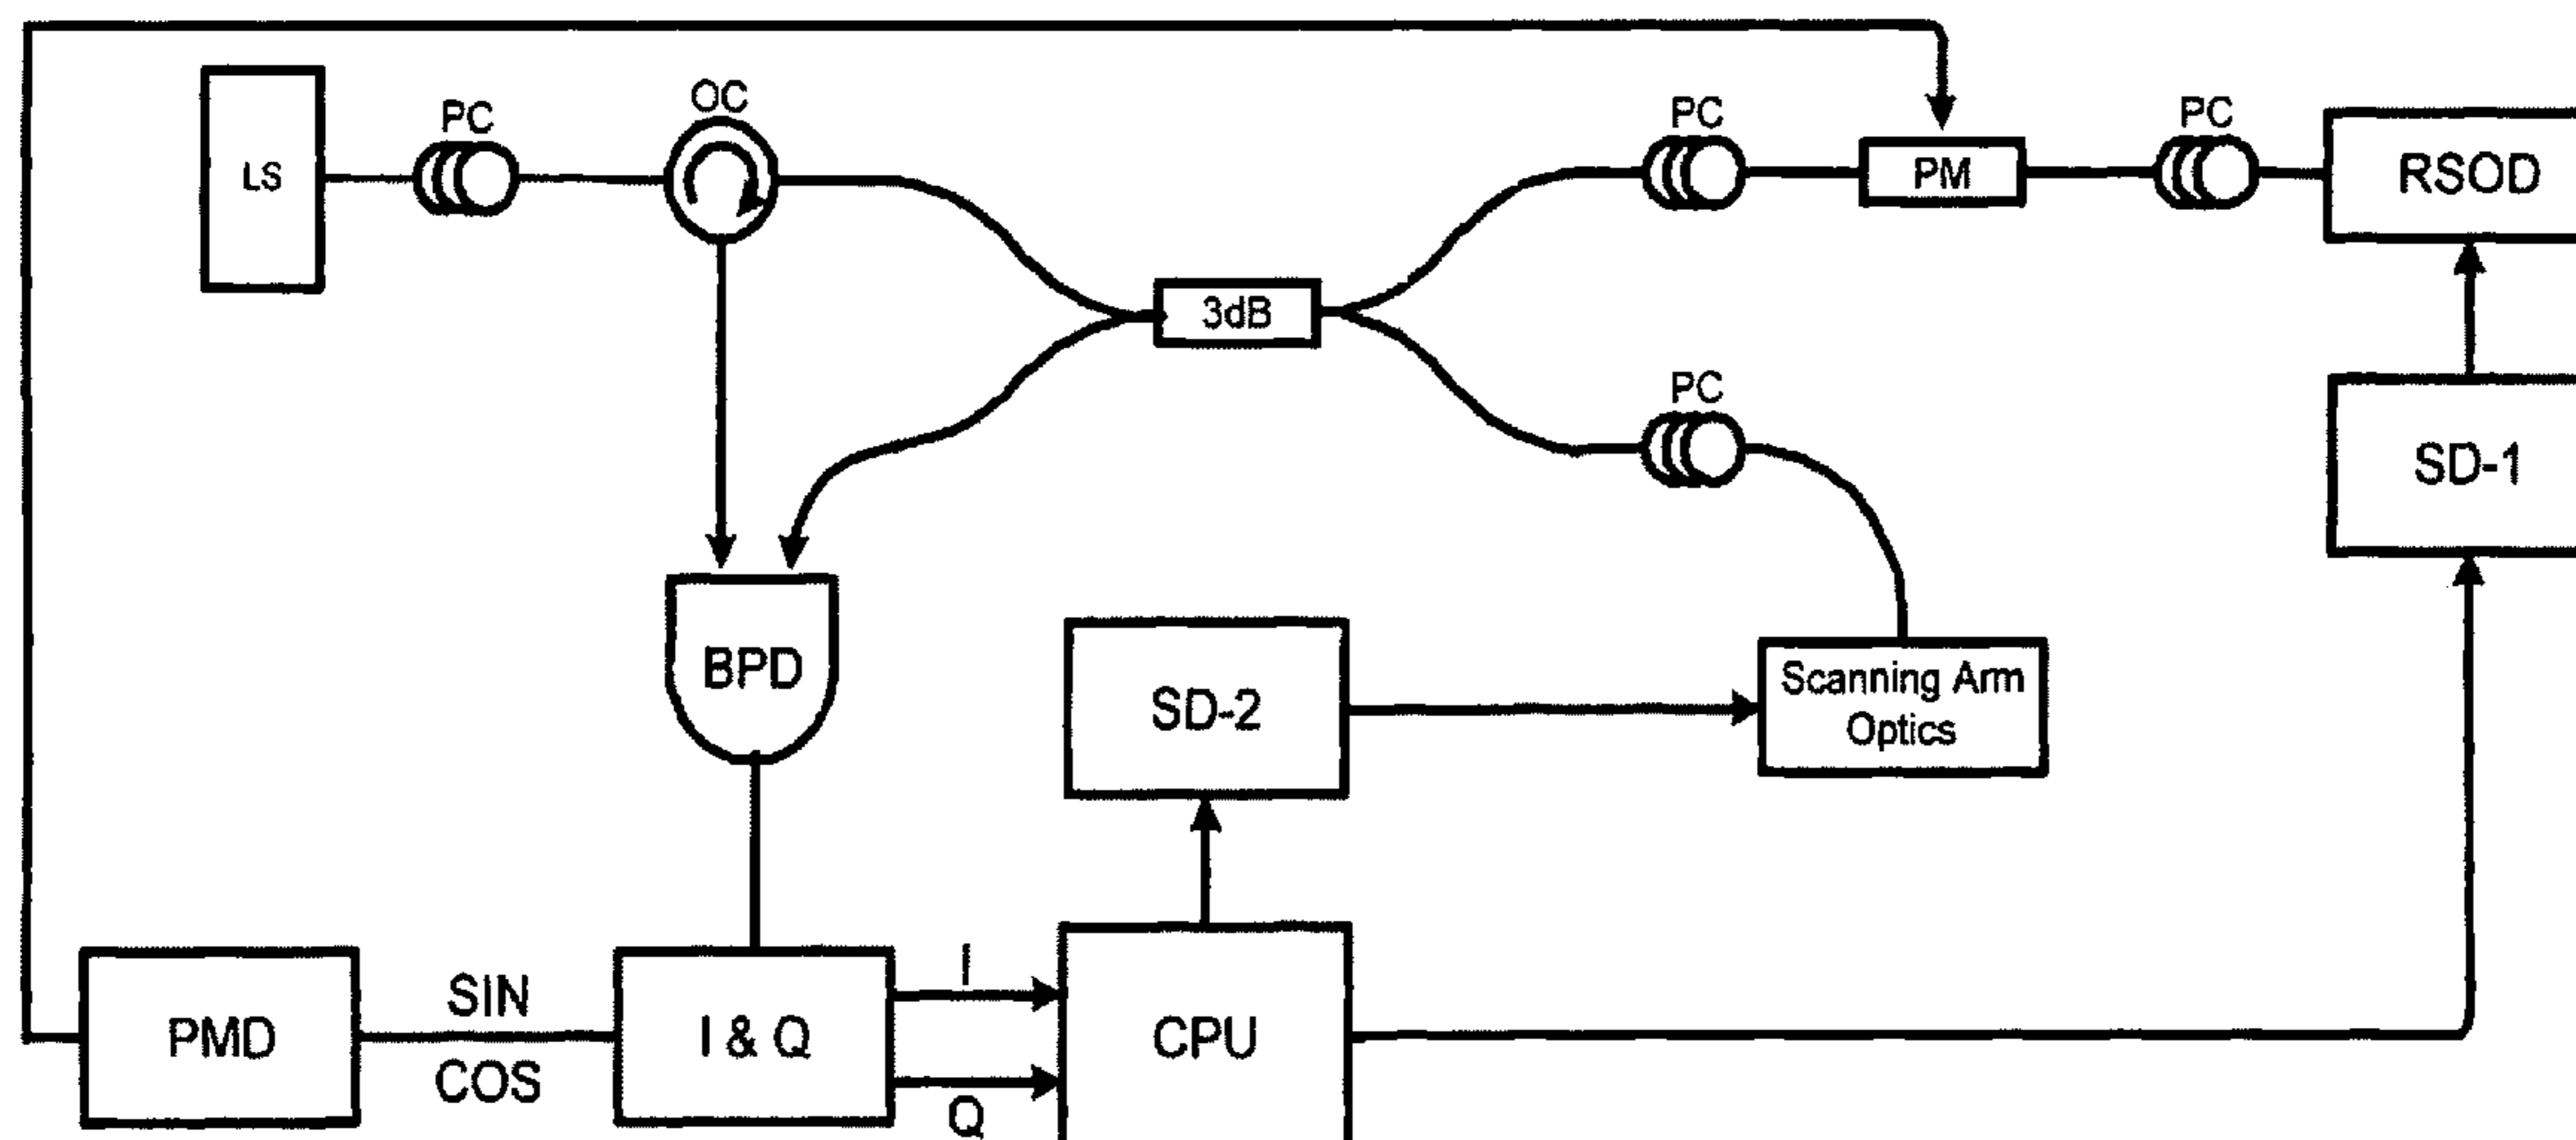 OC
PC
PC
PC
LS
PM
RSOD
3dB
PC
SD-1
BPD
SD-2
Scanning Arm
Optics
I
SIN
PMD
I & Q
CPU
COS
Q